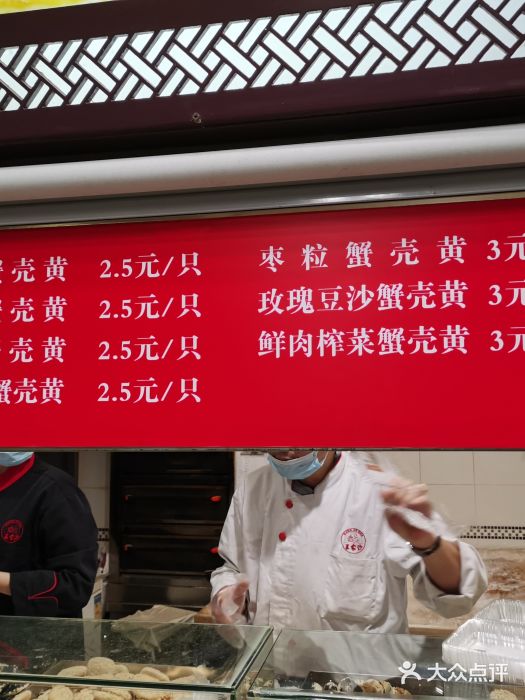 壳黄 2.5元/只
壳黄 2.5元/只
壳黄 2.5元/只
蟹壳黄 2.5元/只
枣粒蟹壳黄 3元
玫瑰豆沙蟹壳黄 3元
鲜肉榨菜蟹壳黄 3元
大众点评